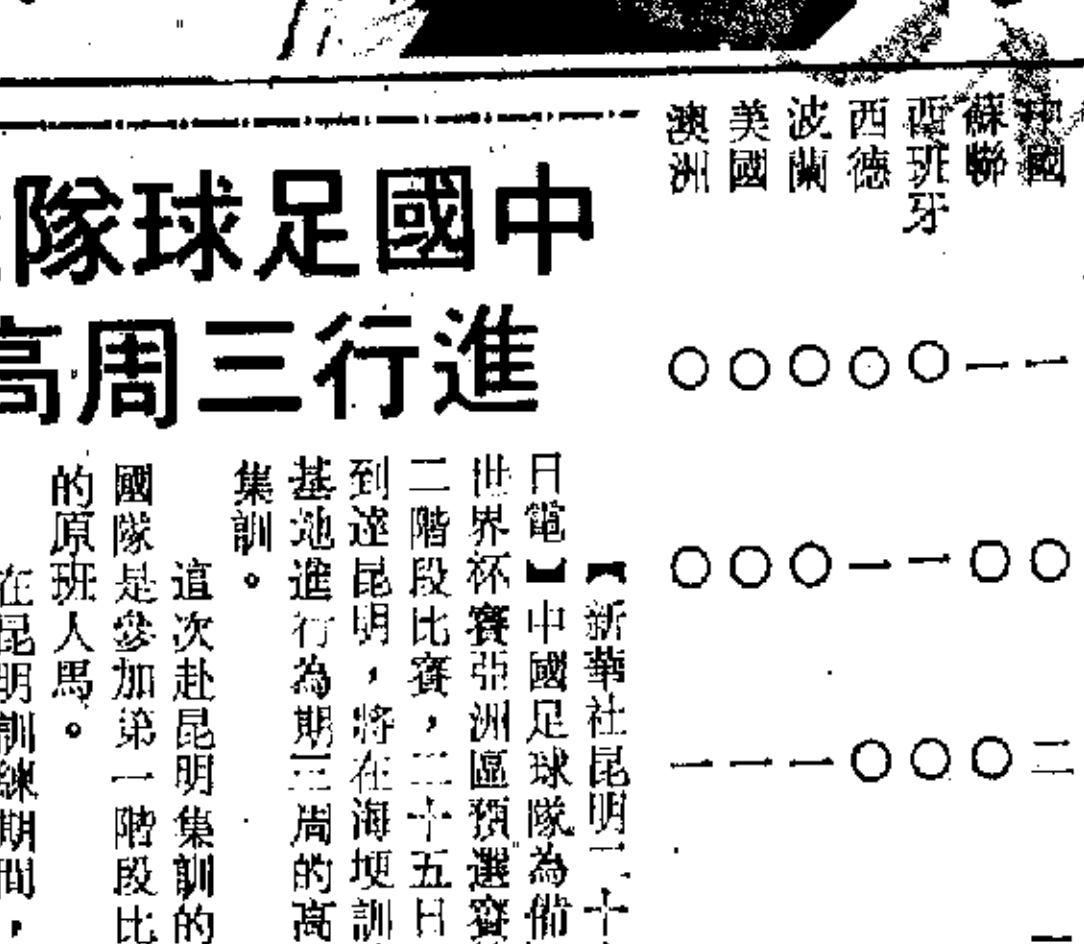 中國 一 ○ 二
蘇聯 一 ○ ○
西班牙 ○ 一 ○
西德 ○ 一 ○
波蘭 ○ ○ 一
美國 ○ ○ 一
澳洲 ○ ○ 一
中國足球隊
進行三周高
【新華社昆明二十
日電】中國足球隊為備
世界杯賽亞洲區預選賽
二階段比賽，二十五日
到達昆明，將在海埂訓
基地進行為期三周的高
集訓。
這次赴昆明集訓的
國隊是參加第一階段比
的原班人馬。
在昆明訓練期間，